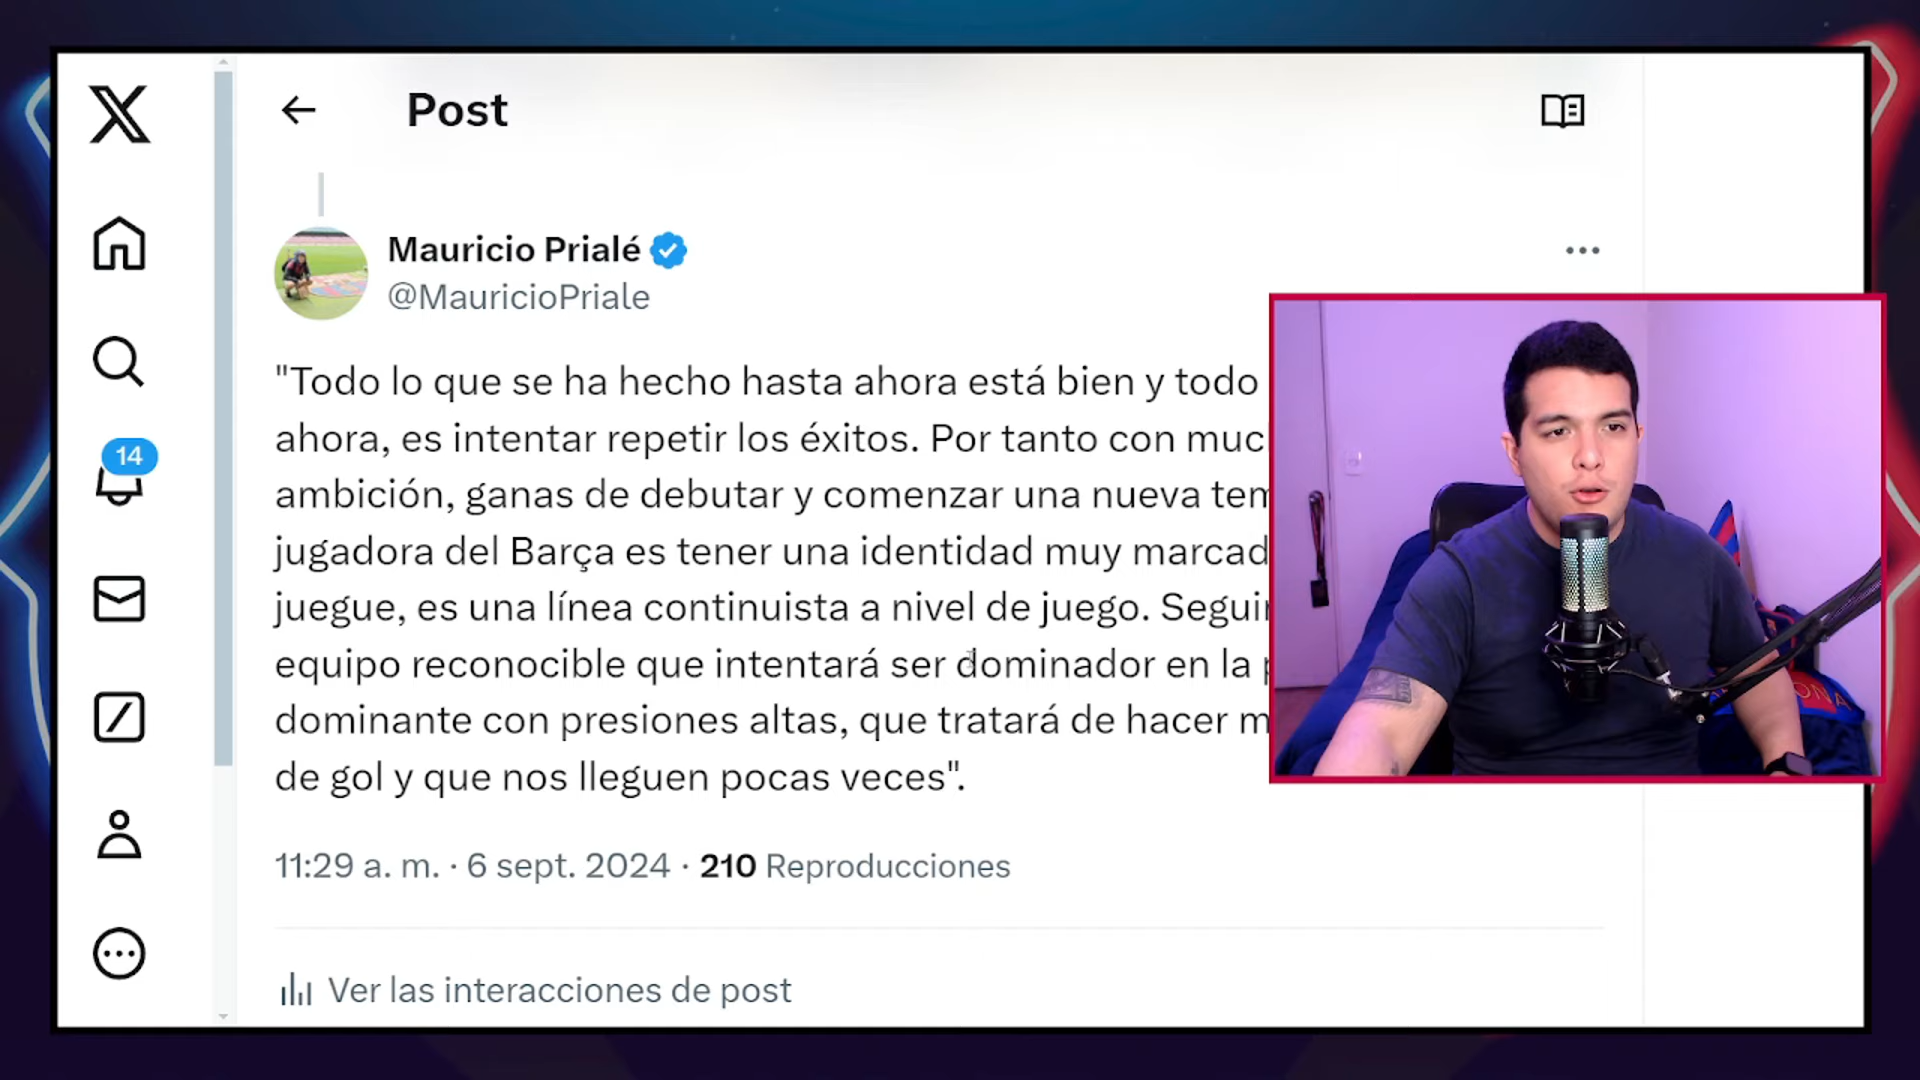 Post
Mauricio Prialé
@MauricioPriale
14
"Todo lo que se ha hecho hasta ahora está bien y todo
ahora, es intentar repetir los éxitos. Por tanto con
ambición, ganas de debutar y comenzar una nueva
jugadora del Barça es tener una identidad muy
juegue, es una línea continuista a nivel de juego.
equipo reconocible que intentará ser dominador en la
dominante con presiones altas, que tratará de hacer
de gol y que nos lleguen pocas veces".
11:29 a. m. · 6 sept. 2024 · 210 Reproducciones
Ver las interacciones de post